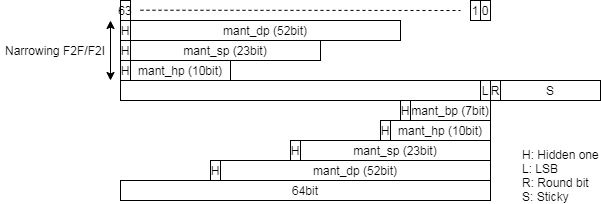 63 1 0
H mant_dp (52bit)
Narrowing F2F/F2I H mant_sp (23bit)
H mant_hp (10bit)
L R S
H mant_bp (7bit)
H mant_hp (10bit)
H mant_sp (23bit)
H: Hidden one
H mant_dp (52bit)
L: LSB
R: Round bit
64bit
S: Sticky